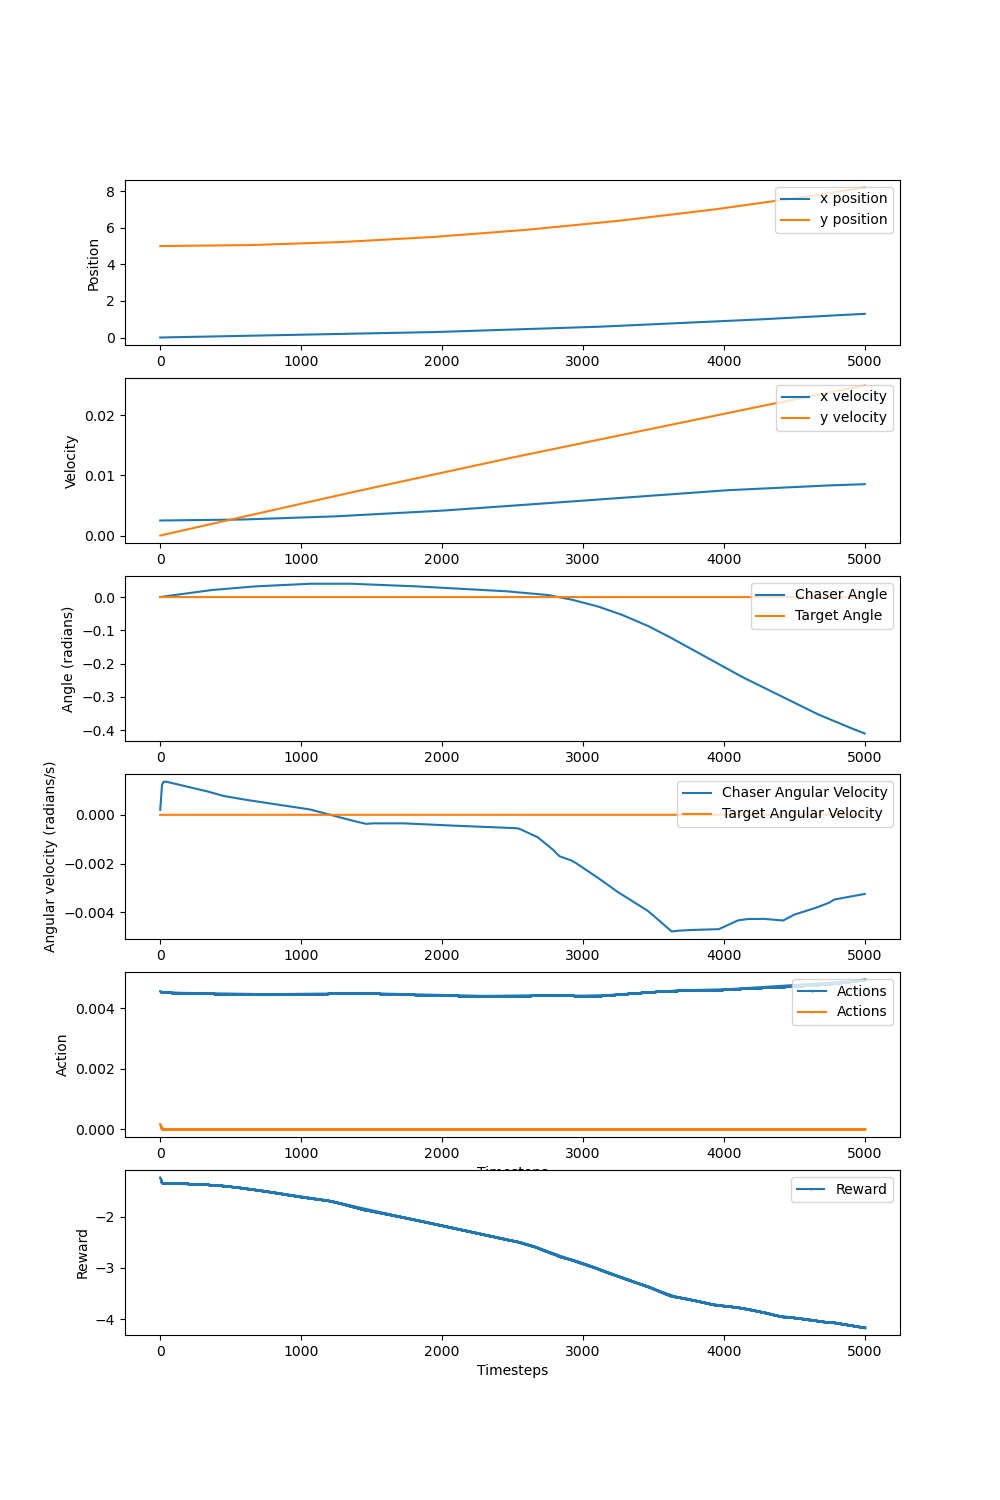 8
6
4
2
0
Position
x position
y position
0 1000 2000 3000 4000 5000
0.02
0.01
0.00
Velocity
x velocity
y velocity
0 1000 2000 3000 4000 5000
0.0
−0.1
−0.2
−0.3
−0.4
Angle (radians)
Chaser Angle
Target Angle
0 1000 2000 3000 4000 5000
0.000
−0.002
−0.004
Angular velocity (radians/s)
Chaser Angular Velocity
Target Angular Velocity
0 1000 2000 3000 4000 5000
0.004
0.002
0.000
Action
Actions
Actions
0 1000 2000 3000 4000 5000
Timesteps
−2
−3
−4
Reward
Reward
0 1000 2000 3000 4000 5000
Timesteps